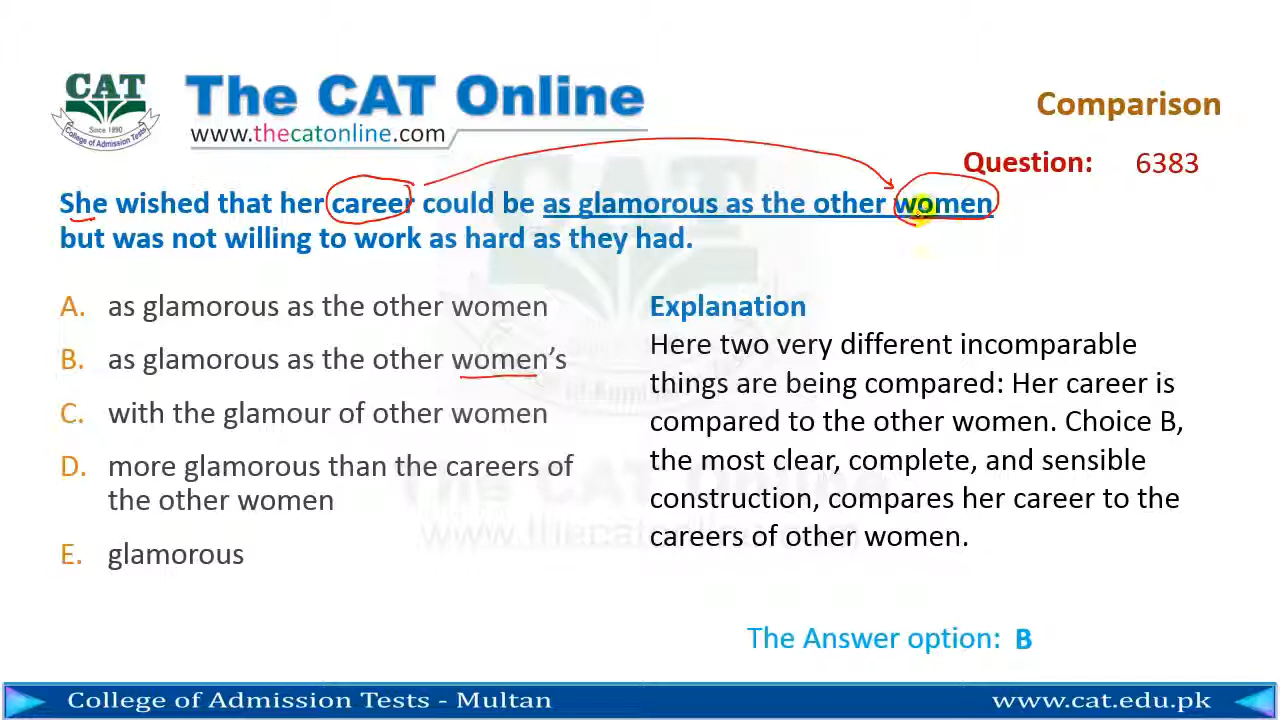 CAT
Since 1890
College of Admission Tests
The CAT Online
www.thecatonline.com
Comparison
Question: 6383
She wished that her career could be as glamorous as the other women
but was not willing to work as hard as they had.
A. as glamorous as the other women
B. as glamorous as the other women's
C. with the glamour of other women
D. more glamorous than the careers of
the other women
E. glamorous
Explanation
Here two very different incomparable
things are being compared: Her career is
compared to the other women. Choice B,
the most clear, complete, and sensible
construction, compares her career to the
careers of other women.
The Answer option: B
CAT
The CAT Online
College of Admission Tests - Multan
www.cat.edu.pk